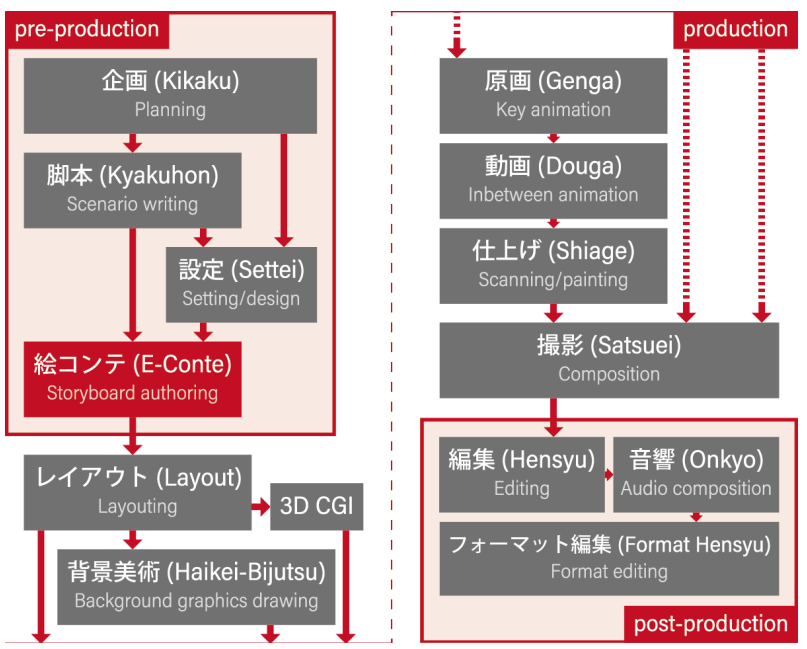 pre-production
企画 (Kikaku)
Planning
脚本 (Kyakuhon)
Scenario writing
設定 (Settei)
Setting/design
絵コンテ (E-Conte)
Storyboard authoring
レイアウト (Layout)
Layouting
3D CGI
背景美術 (Haikei-Bijutsu)
Background graphics drawing
production
原画 (Genga)
Key animation
動画 (Douga)
Inbetween animation
仕上げ (Shiage)
Scanning/painting
撮影 (Satsuei)
Composition
編集 (Hensyu)
Editing
音響 (Onkyo)
Audio composition
フォーマット編集 (Format Hensyu)
Format editing
post-production